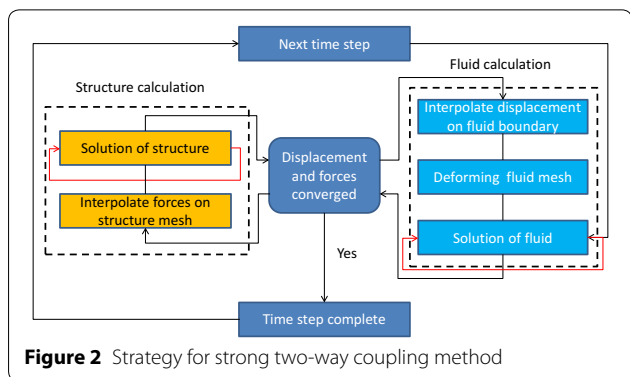 Next time step
Structure calculation
Fluid calculation
Solution of structure
Interpolate forces on
structure mesh
Displacement
and forces
converged
Interpolate displacement
on fluid boundary
Deforming fluid mesh
Solution of fluid
Yes
Time step complete
Figure 2 Strategy for strong two-way coupling method